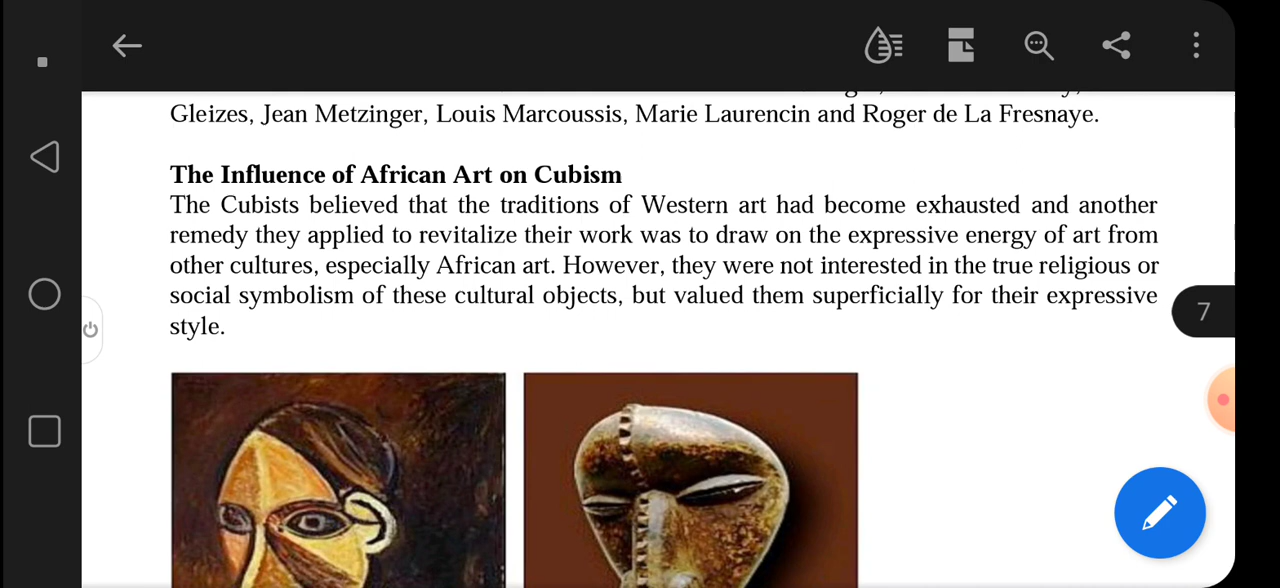 Gleizes, Jean Metzinger, Louis Marcoussis, Marie Laurencin and Roger de La Fresnaye.
The Influence of African Art on Cubism
The Cubists believed that the traditions of Western art had become exhausted and another
remedy they applied to revitalize their work was to draw on the expressive energy of art from
other cultures, especially African art. However, they were not interested in the true religious or
social symbolism of these cultural objects, but valued them superficially for their expressive
style.
7